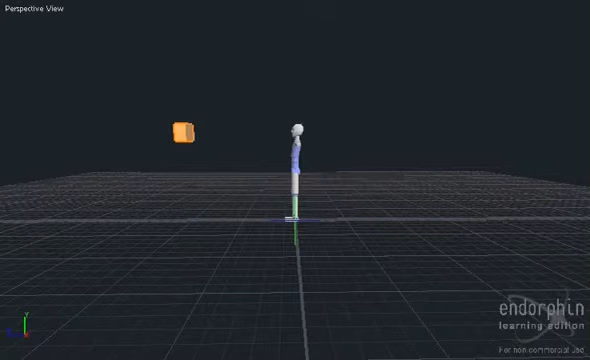 Perspective View
Y
endorphin
learning edition
For non-commercial use